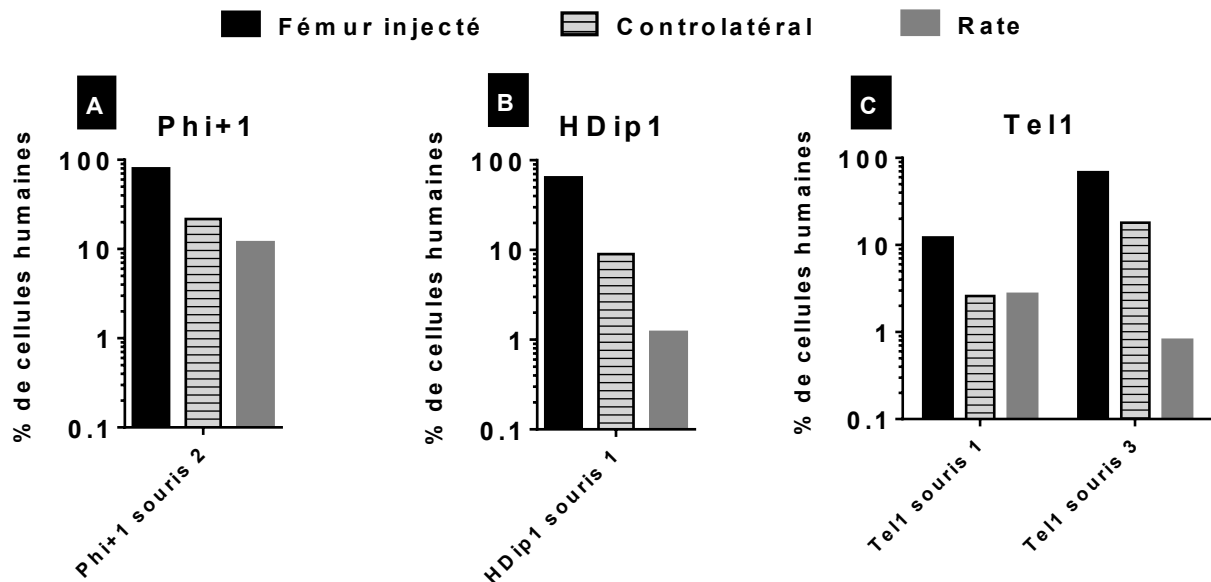 Fémur injecté
Controlatéral
Rate
A
Phi+1
% de cellules humaines
100
10
1
0.1
Phi+1 souris 2
B
HDip1
% de cellules humaines
100
10
1
0.1
HDip1 souris 1
C
Tel1
% de cellules humaines
100
10
1
0.1
Tel1 souris 1
Tel1 souris 3